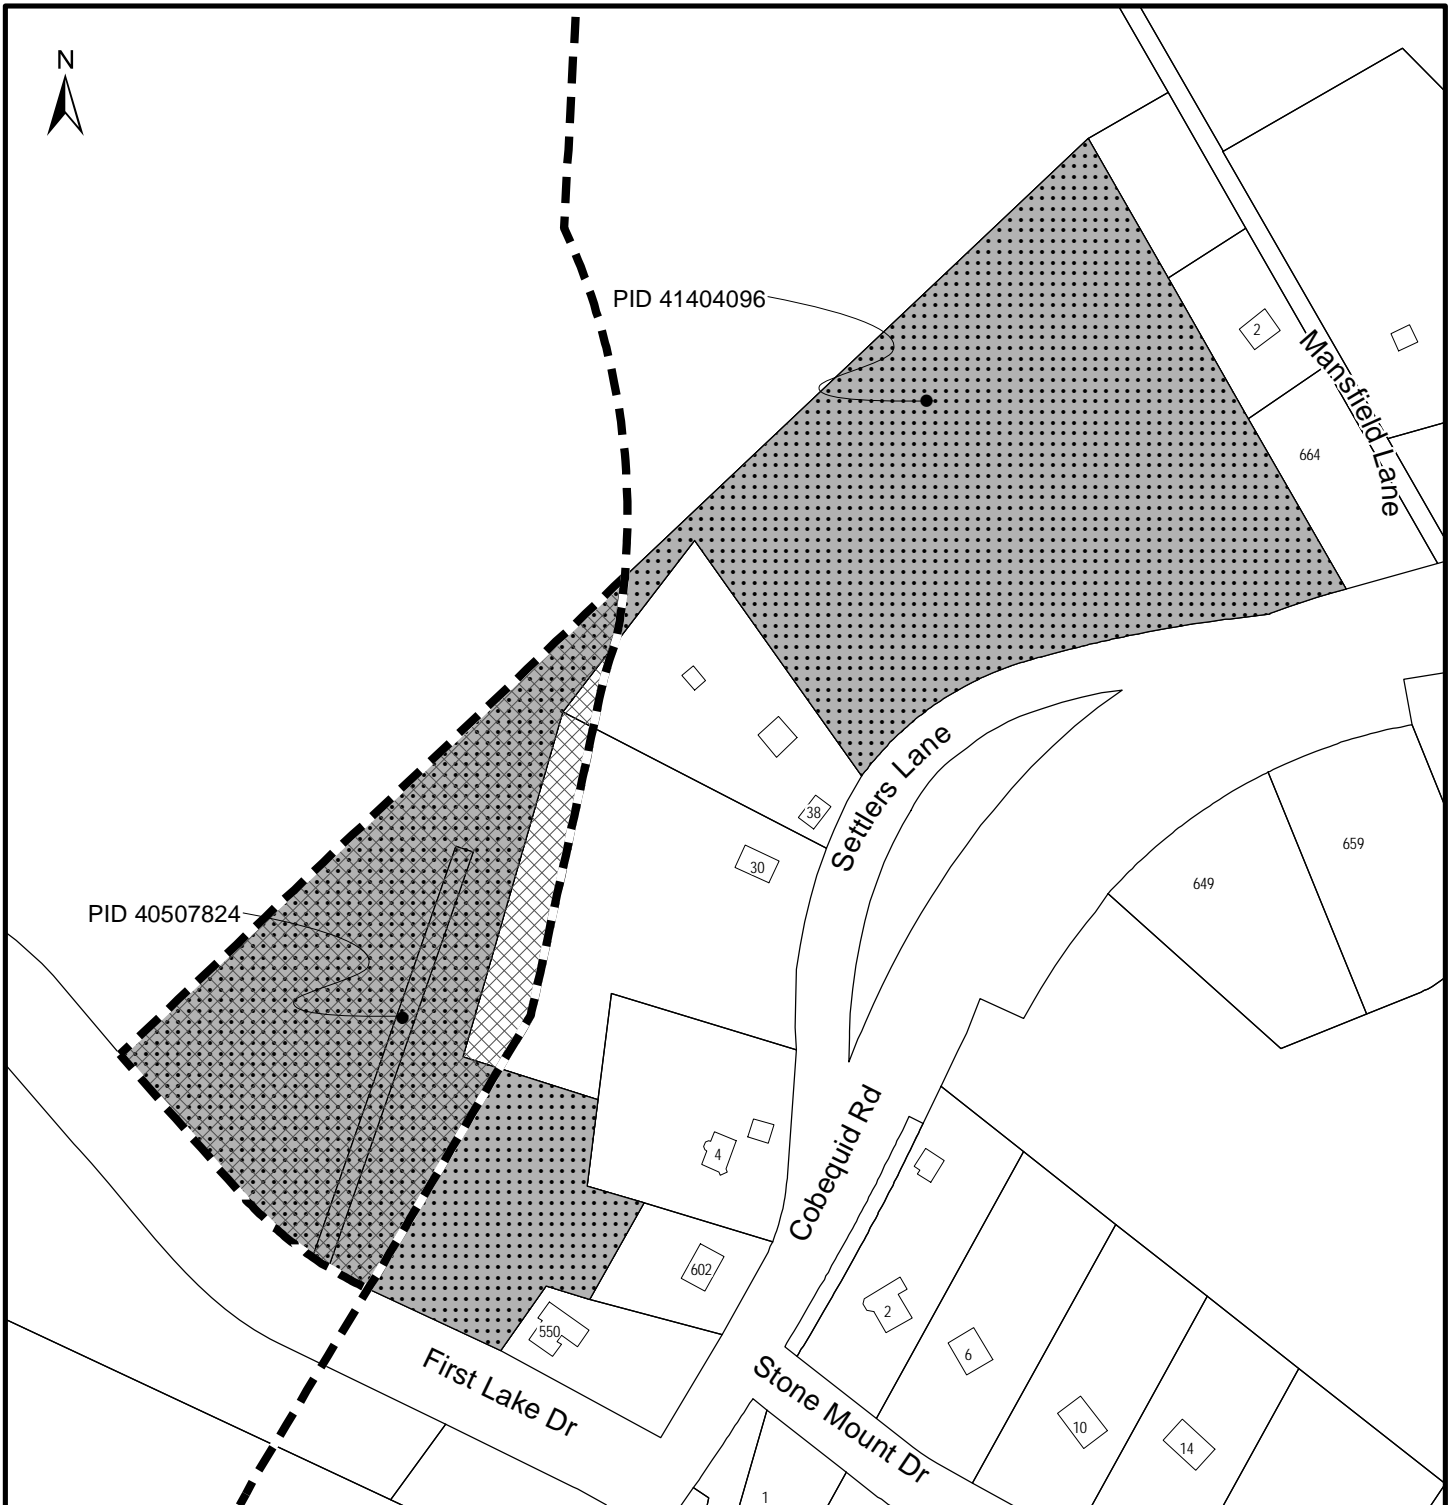 N
PID 41404096
2
Mansfield Lane
664
Settlers Lane
38
30
659
649
PID 40507824
Cobequid Rd
4
602
2
550
6
First Lake Dr
Stone Mount Dr
10
14
1